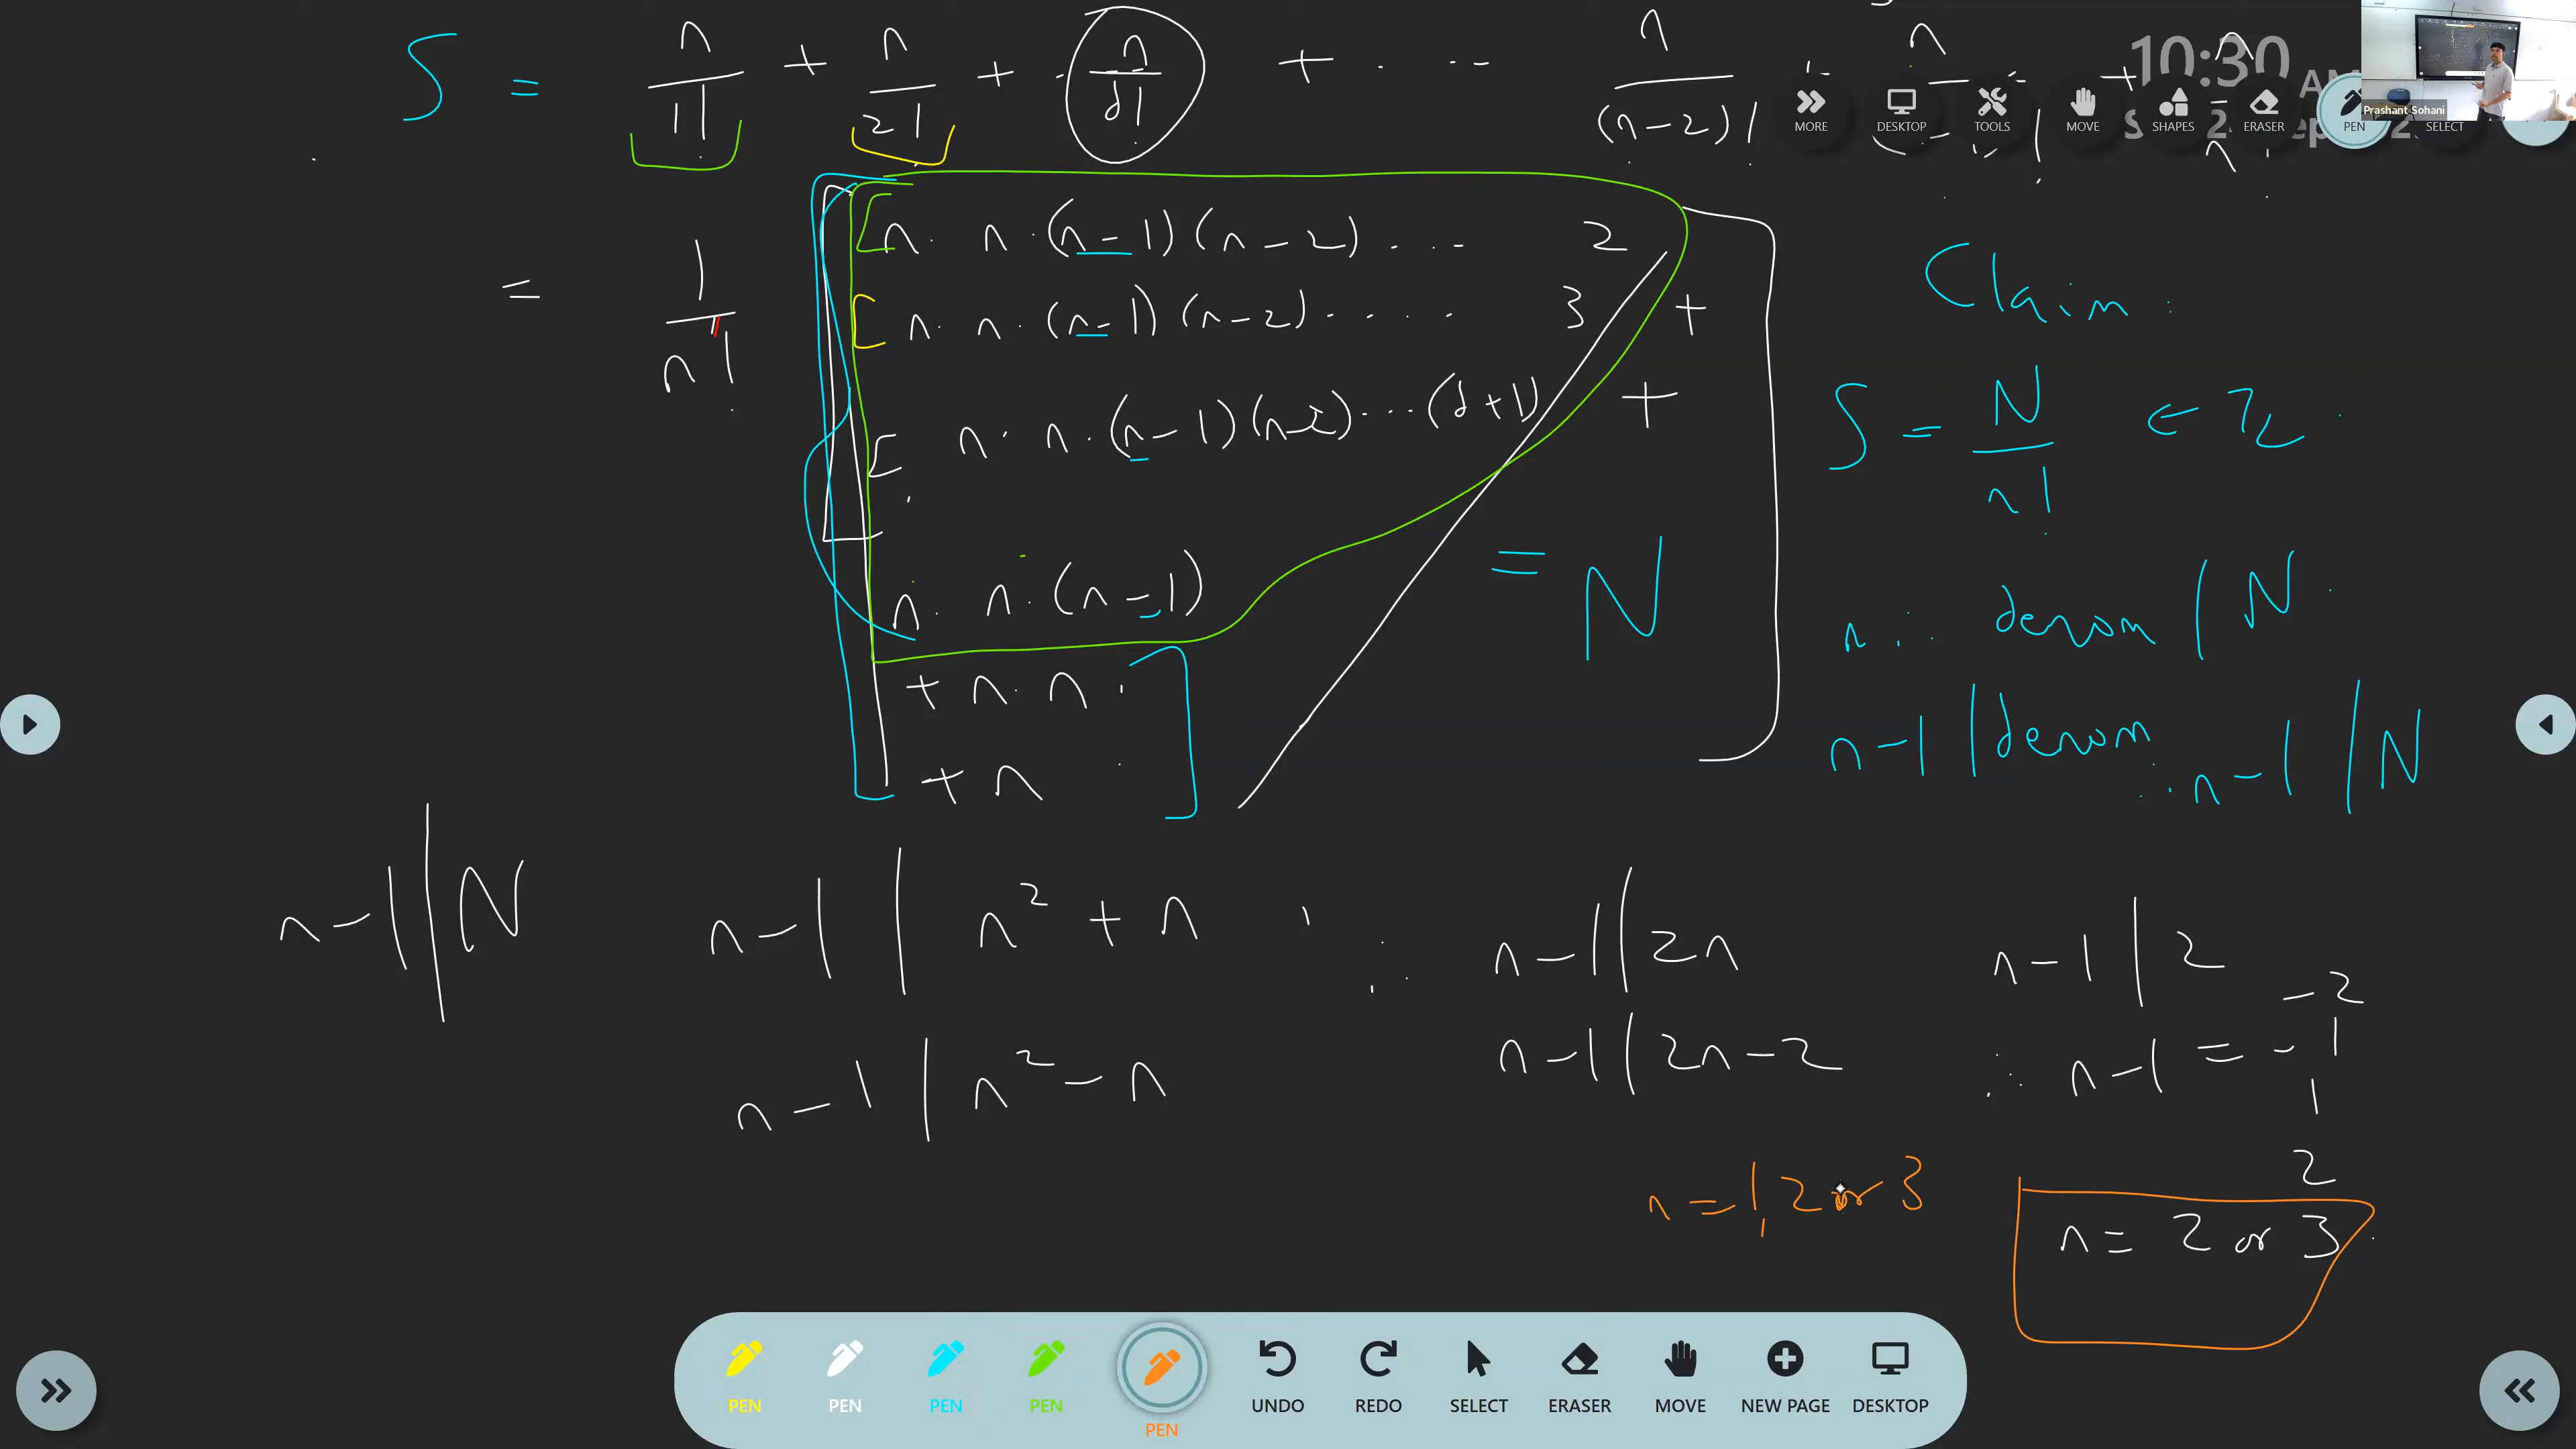 S = n/1! + n/2! + · n/d! + · · · n/(n-2)!
10:30
Prashant Sohani
MORE DESKTOP TOOLS MOVE SHAPES ERASER PEN SELECT
= 1/n! [ n · n · (n-1)(n-2) · · · 2
n · n · (n-1)(n-2) · · · · · 3 +
n · n · (n-1)(n-2) · · · (d+1) +
n · n · (n-1)
+ n · n ·
+ n · ]
= N
Claim :
S = N/n! ∈ ℤ ·
∴ denom | N ·
n-1 | denom
∴ n-1 | N
n-1 | N n-1 | n² + n ∴ n-1 | 2n n-1 | 2
n-1 | n² - n n-1 | 2n-2 ∴ n-1 = -2
-1
1
2
n = 1, 2 or 3
n = 2 or 3 ·
PEN PEN PEN PEN PEN UNDO REDO SELECT ERASER MOVE NEW PAGE DESKTOP